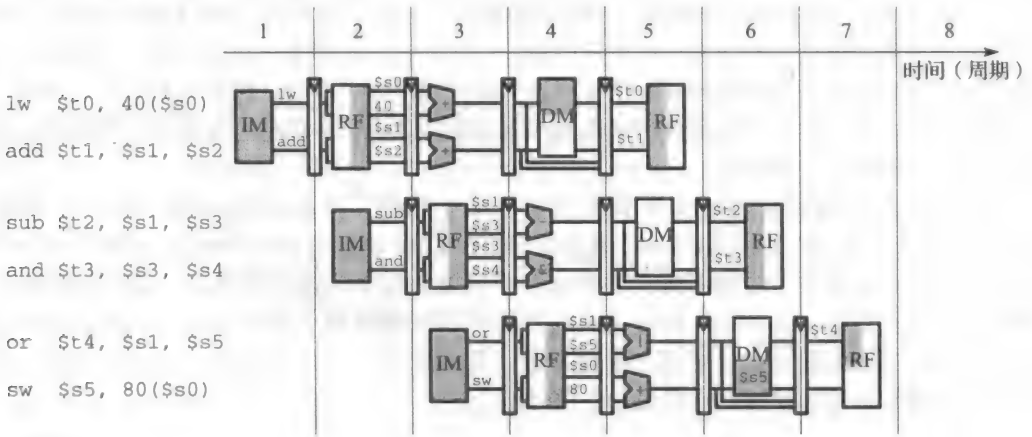 1 2 3 4 5 6 7 8
时间（周期）
lw $t0, 40($s0)
add $t1, $s1, $s2
IM
lw
add
RF
$s0
40
$s1
$s2
+
+
DM
$t0
$t1
RF
sub $t2, $s1, $s3
and $t3, $s3, $s4
IM
sub
and
RF
$s1
$s3
$s3
$s4
-
&
DM
$t2
$t3
RF
or $t4, $s1, $s5
sw $s5, 80($s0)
IM
or
sw
RF
$s1
$s5
$s0
80
|
+
DM
$s5
$t4
RF